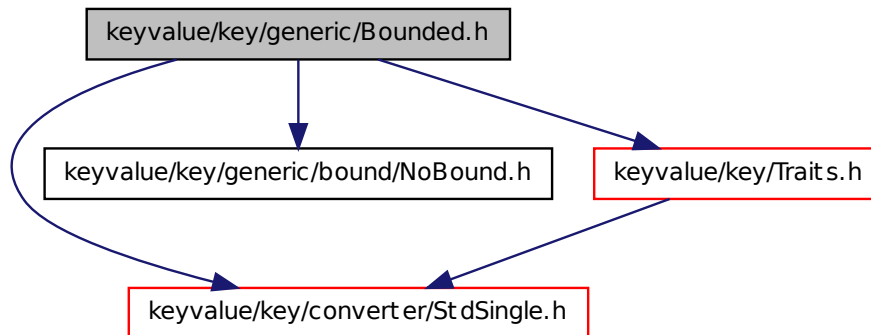 keyvalue/key/generic/Bounded.h
keyvalue/key/generic/bound/NoBound.h
keyvalue/key/Traits.h
keyvalue/key/converter/StdSingle.h